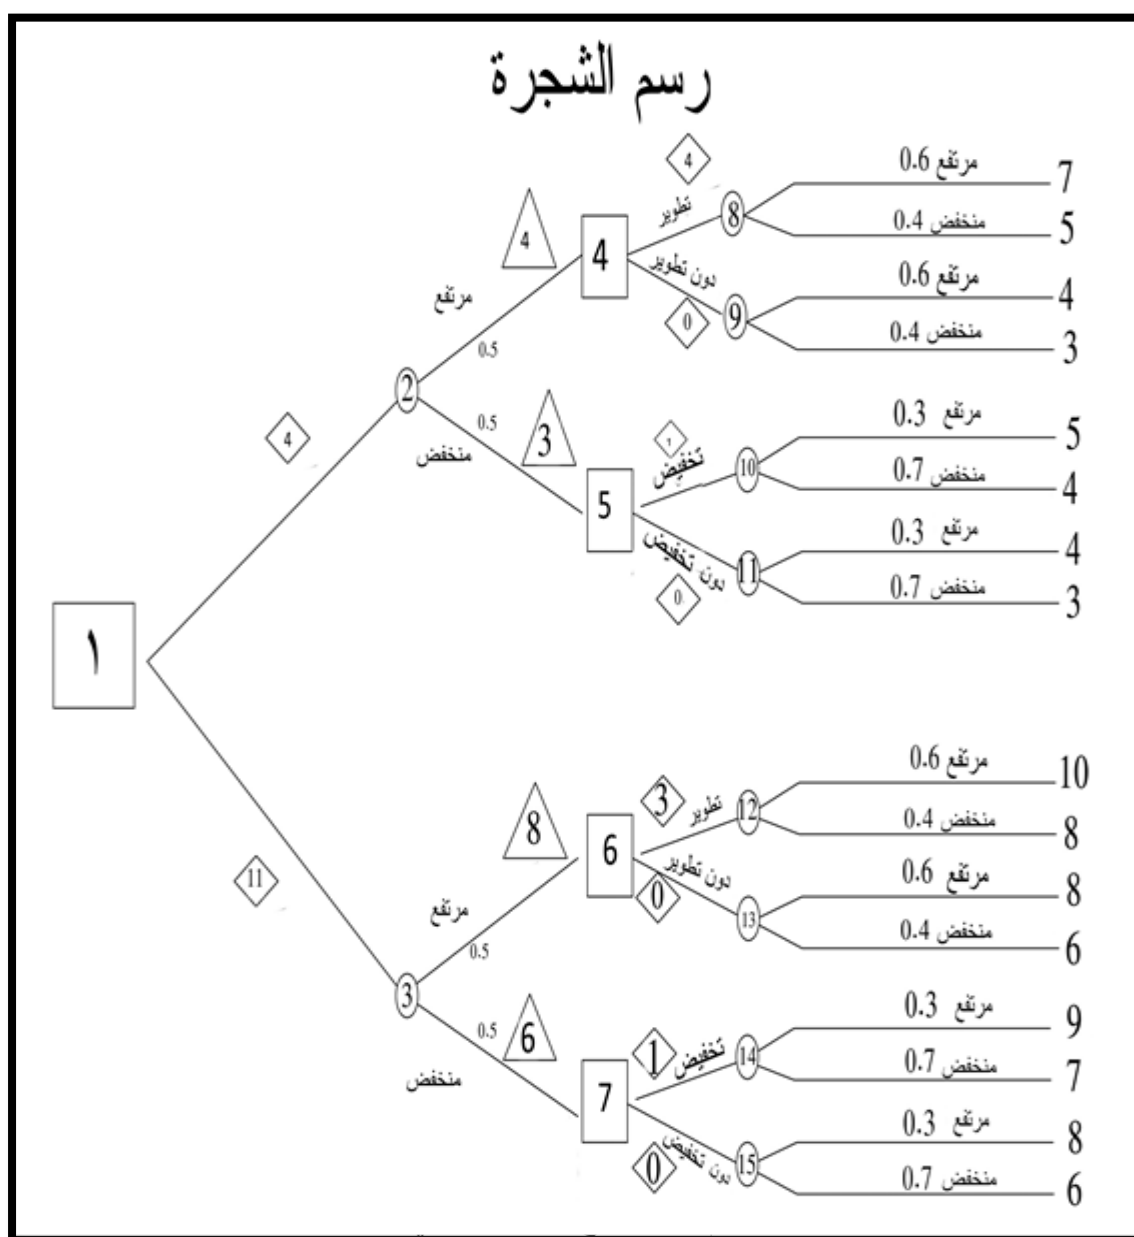 رسم الشجرة
4
مرتفع 0.6 7
4 تطوير 8
4
منخفض 0.4 5
دون تطوير
مرتفع
مرتفع 0.6 4
0 9
0.5
منخفض 0.4 3
2
0.5
3
مرتفع 0.3 5
4
منخفض
تخفيض 10
منخفض 0.7 4
5
مرتفع 0.3 4
دون تخفيض 11
0
منخفض 0.7 3
١
مرتفع 0.6 10
3 تطوير 12
8
منخفض 0.4 8
6
دون تطوير
مرتفع 0.6 8
11
0 13
مرتفع
منخفض 0.4 6
0.5
3
مرتفع 0.3 9
0.5
6
1 تخفيض 14
منخفض
منخفض 0.7 7
7
مرتفع 0.3 8
دون تخفيض 15
0
منخفض 0.7 6